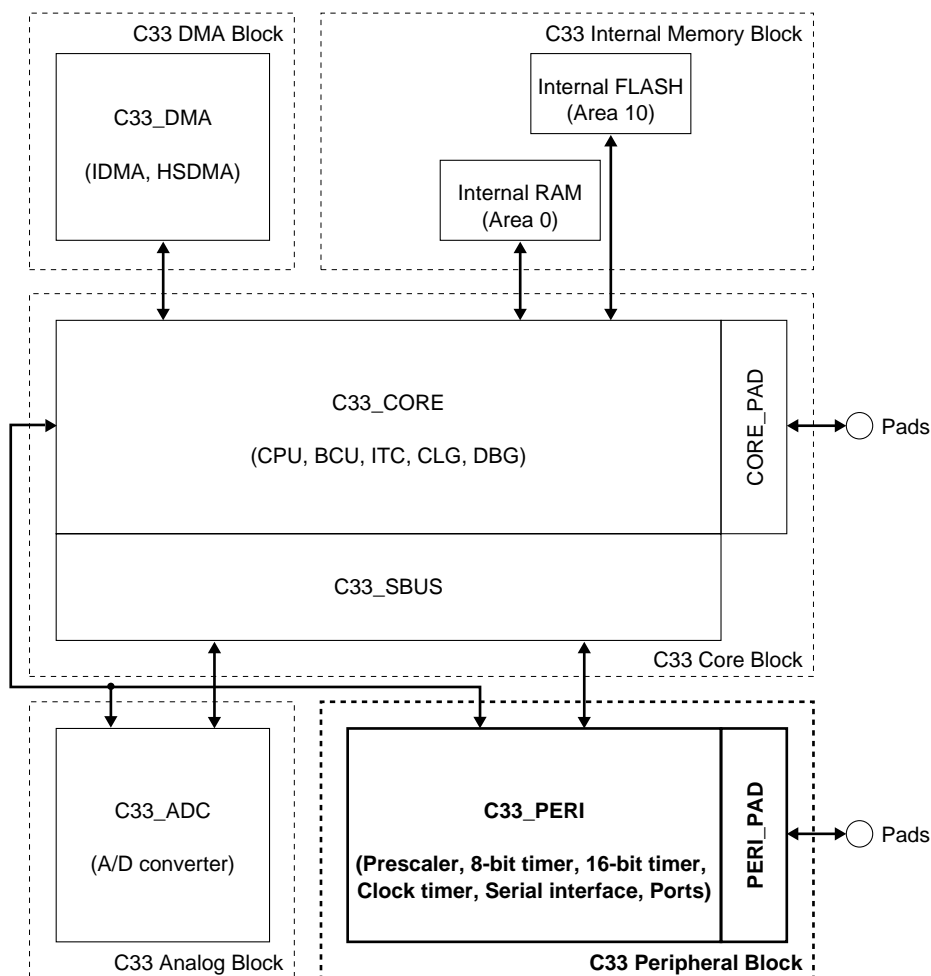 C33 DMA Block
C33 Internal Memory Block
C33_DMA
(IDMA, HSDMA)
Internal FLASH
(Area 10)
Internal RAM
(Area 0)
C33_CORE
(CPU, BCU, ITC, CLG, DBG)
CORE_PAD
Pads
C33_SBUS
C33 Core Block
C33_ADC
(A/D converter)
C33_PERI
(Prescaler, 8-bit timer, 16-bit timer,
Clock timer, Serial interface, Ports)
PERI_PAD
Pads
C33 Analog Block
C33 Peripheral Block